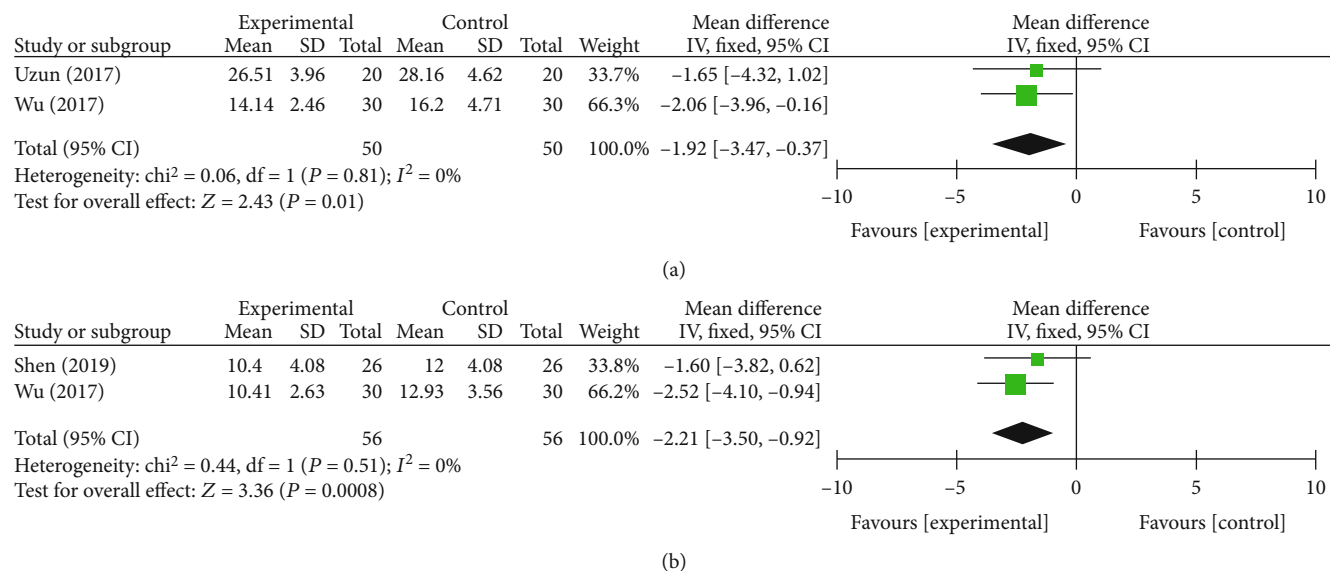 Experimental Control Mean difference Mean difference
Study or subgroup Mean SD Total Mean SD Total Weight IV, fixed, 95% CI IV, fixed, 95% CI
Uzun (2017) 26.51 3.96 20 28.16 4.62 20 33.7% −1.65 [−4.32, 1.02]
Wu (2017) 14.14 2.46 30 16.2 4.71 30 66.3% −2.06 [−3.96, −0.16]
Total (95% CI) 50 50 100.0% −1.92 [−3.47, −0.37]
Heterogeneity: chi² = 0.06, df = 1 (P = 0.81); I² = 0%
Test for overall effect: Z = 2.43 (P = 0.01)
−10 −5 0 5 10
Favours [experimental] Favours [control]
(a)
Experimental Control Mean difference Mean difference
Study or subgroup Mean SD Total Mean SD Total Weight IV, fixed, 95% CI IV, fixed, 95% CI
Shen (2019) 10.4 4.08 26 12 4.08 26 33.8% −1.60 [−3.82, 0.62]
Wu (2017) 10.41 2.63 30 12.93 3.56 30 66.2% −2.52 [−4.10, −0.94]
Total (95% CI) 56 56 100.0% −2.21 [−3.50, −0.92]
Heterogeneity: chi² = 0.44, df = 1 (P = 0.51); I² = 0%
Test for overall effect: Z = 3.36 (P = 0.0008)
−10 −5 0 5 10
Favours [experimental] Favours [control]
(b)